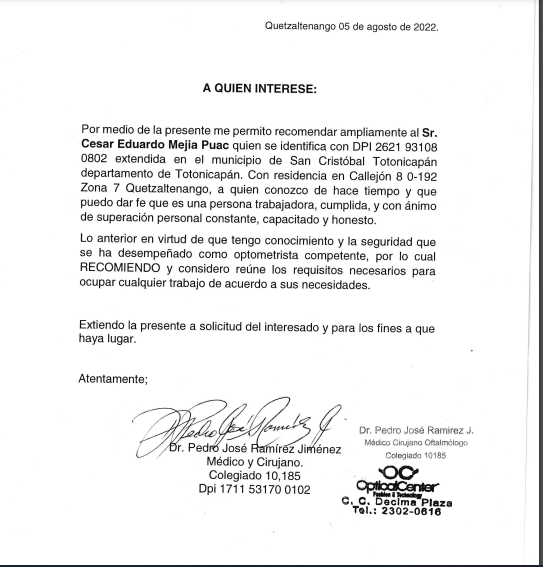 Quetzaltenango 05 de agosto de 2022.
A QUIEN INTERESE:
Por medio de la presente me permito recomendar ampliamente al Sr.
Cesar Eduardo Mejia Puac quien se identifica con DPI 2621 93108
0802 extendida en el municipio de San Cristóbal Totonicapán
departamento de Totonicapán. Con residencia en Callejón 8 0-192
Zona 7 Quetzaltenango, a quien conozco de hace tiempo y que
puedo dar fe que es una persona trabajadora, cumplida, y con ánimo
de superación personal constante, capacitado y honesto.
Lo anterior en virtud de que tengo conocimiento y la seguridad que
se ha desempeñado como optometrista competente, por lo cual
RECOMIENDO y considero reúne los requisitos necesarios para
ocupar cualquier trabajo de acuerdo a sus necesidades.
Extiendo la presente a solicitud del interesado y para los fines a que
haya lugar.
Atentamente;
Pedro José Ramírez J
Dr. Pedro José Ramírez Jiménez
Médico y Cirujano.
Colegiado 10,185
Dpi 1711 53170 0102
Dr. Pedro José Ramirez J.
Médico Cirujano Oftalmólogo
Colegiado 10185
OC
OpticalCenter
Fashion & Technology
C. C. Decima Plaza
Tel.: 2302-0616